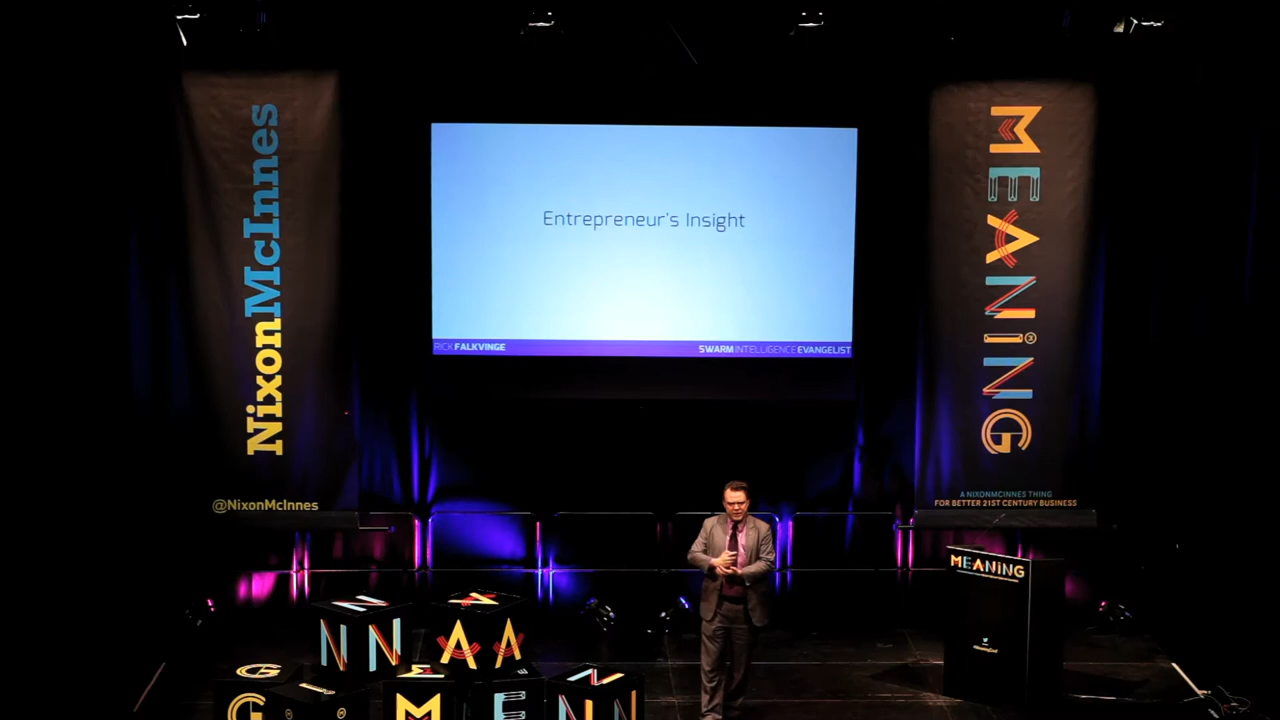 NixonMcInnes
@NixonMcInnes
Entrepreneur's Insight
RICK FALKVINGE
SWARM INTELLIGENCE EVANGELIST
MEANiNG
A NIXONMCINNES THING
FOR BETTER 21ST CENTURY BUSINESS
MEANiNG
N
N N
A A
G
G
M
E
N
N N